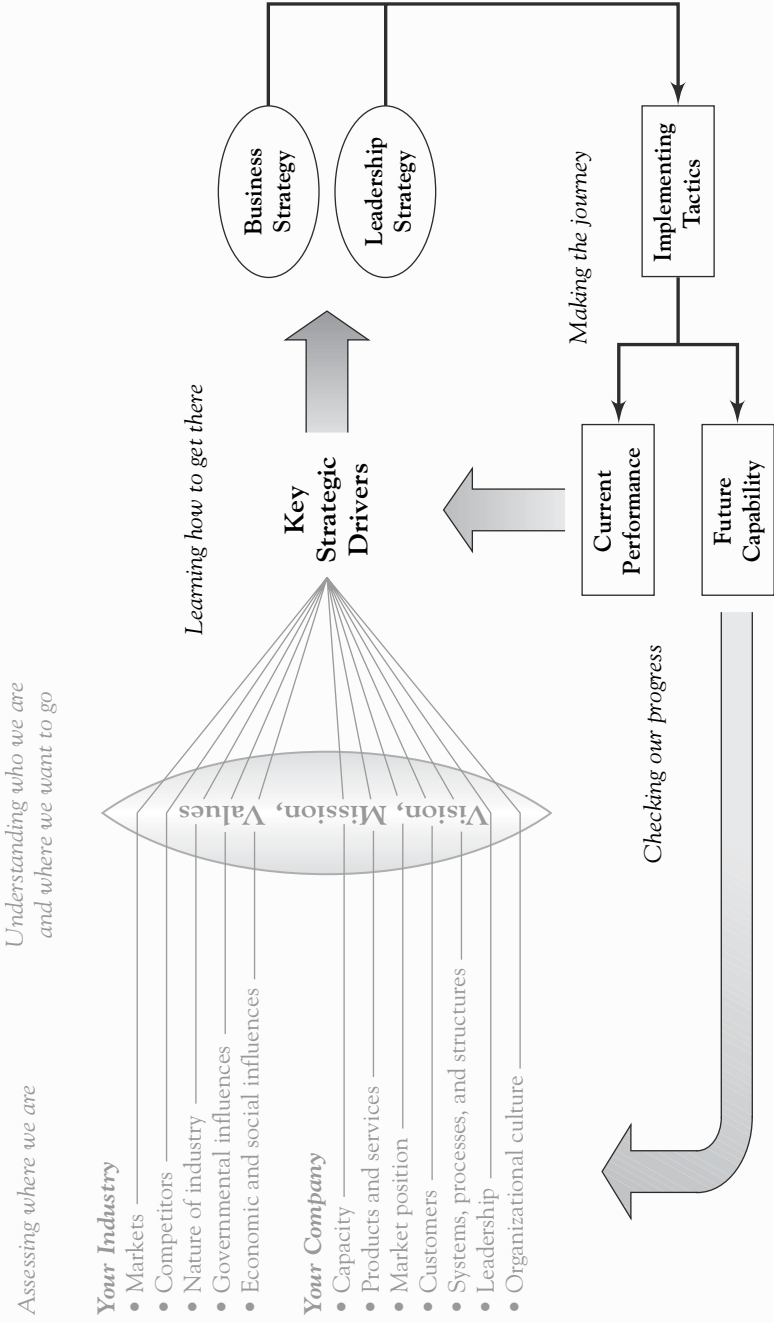 Assessing where we are
Understanding who we are
and where we want to go
Your Industry
• Markets
• Competitors
• Nature of industry
• Governmental influences
• Economic and social influences
Your Company
• Capacity
• Products and services
• Market position
• Customers
• Systems, processes, and structures
• Leadership
• Organizational culture
Vision, Mission, Values
Learning how to get there
Key
Strategic
Drivers
Business
Strategy
Leadership
Strategy
Making the journey
Implementing
Tactics
Current
Performance
Future
Capability
Checking our progress